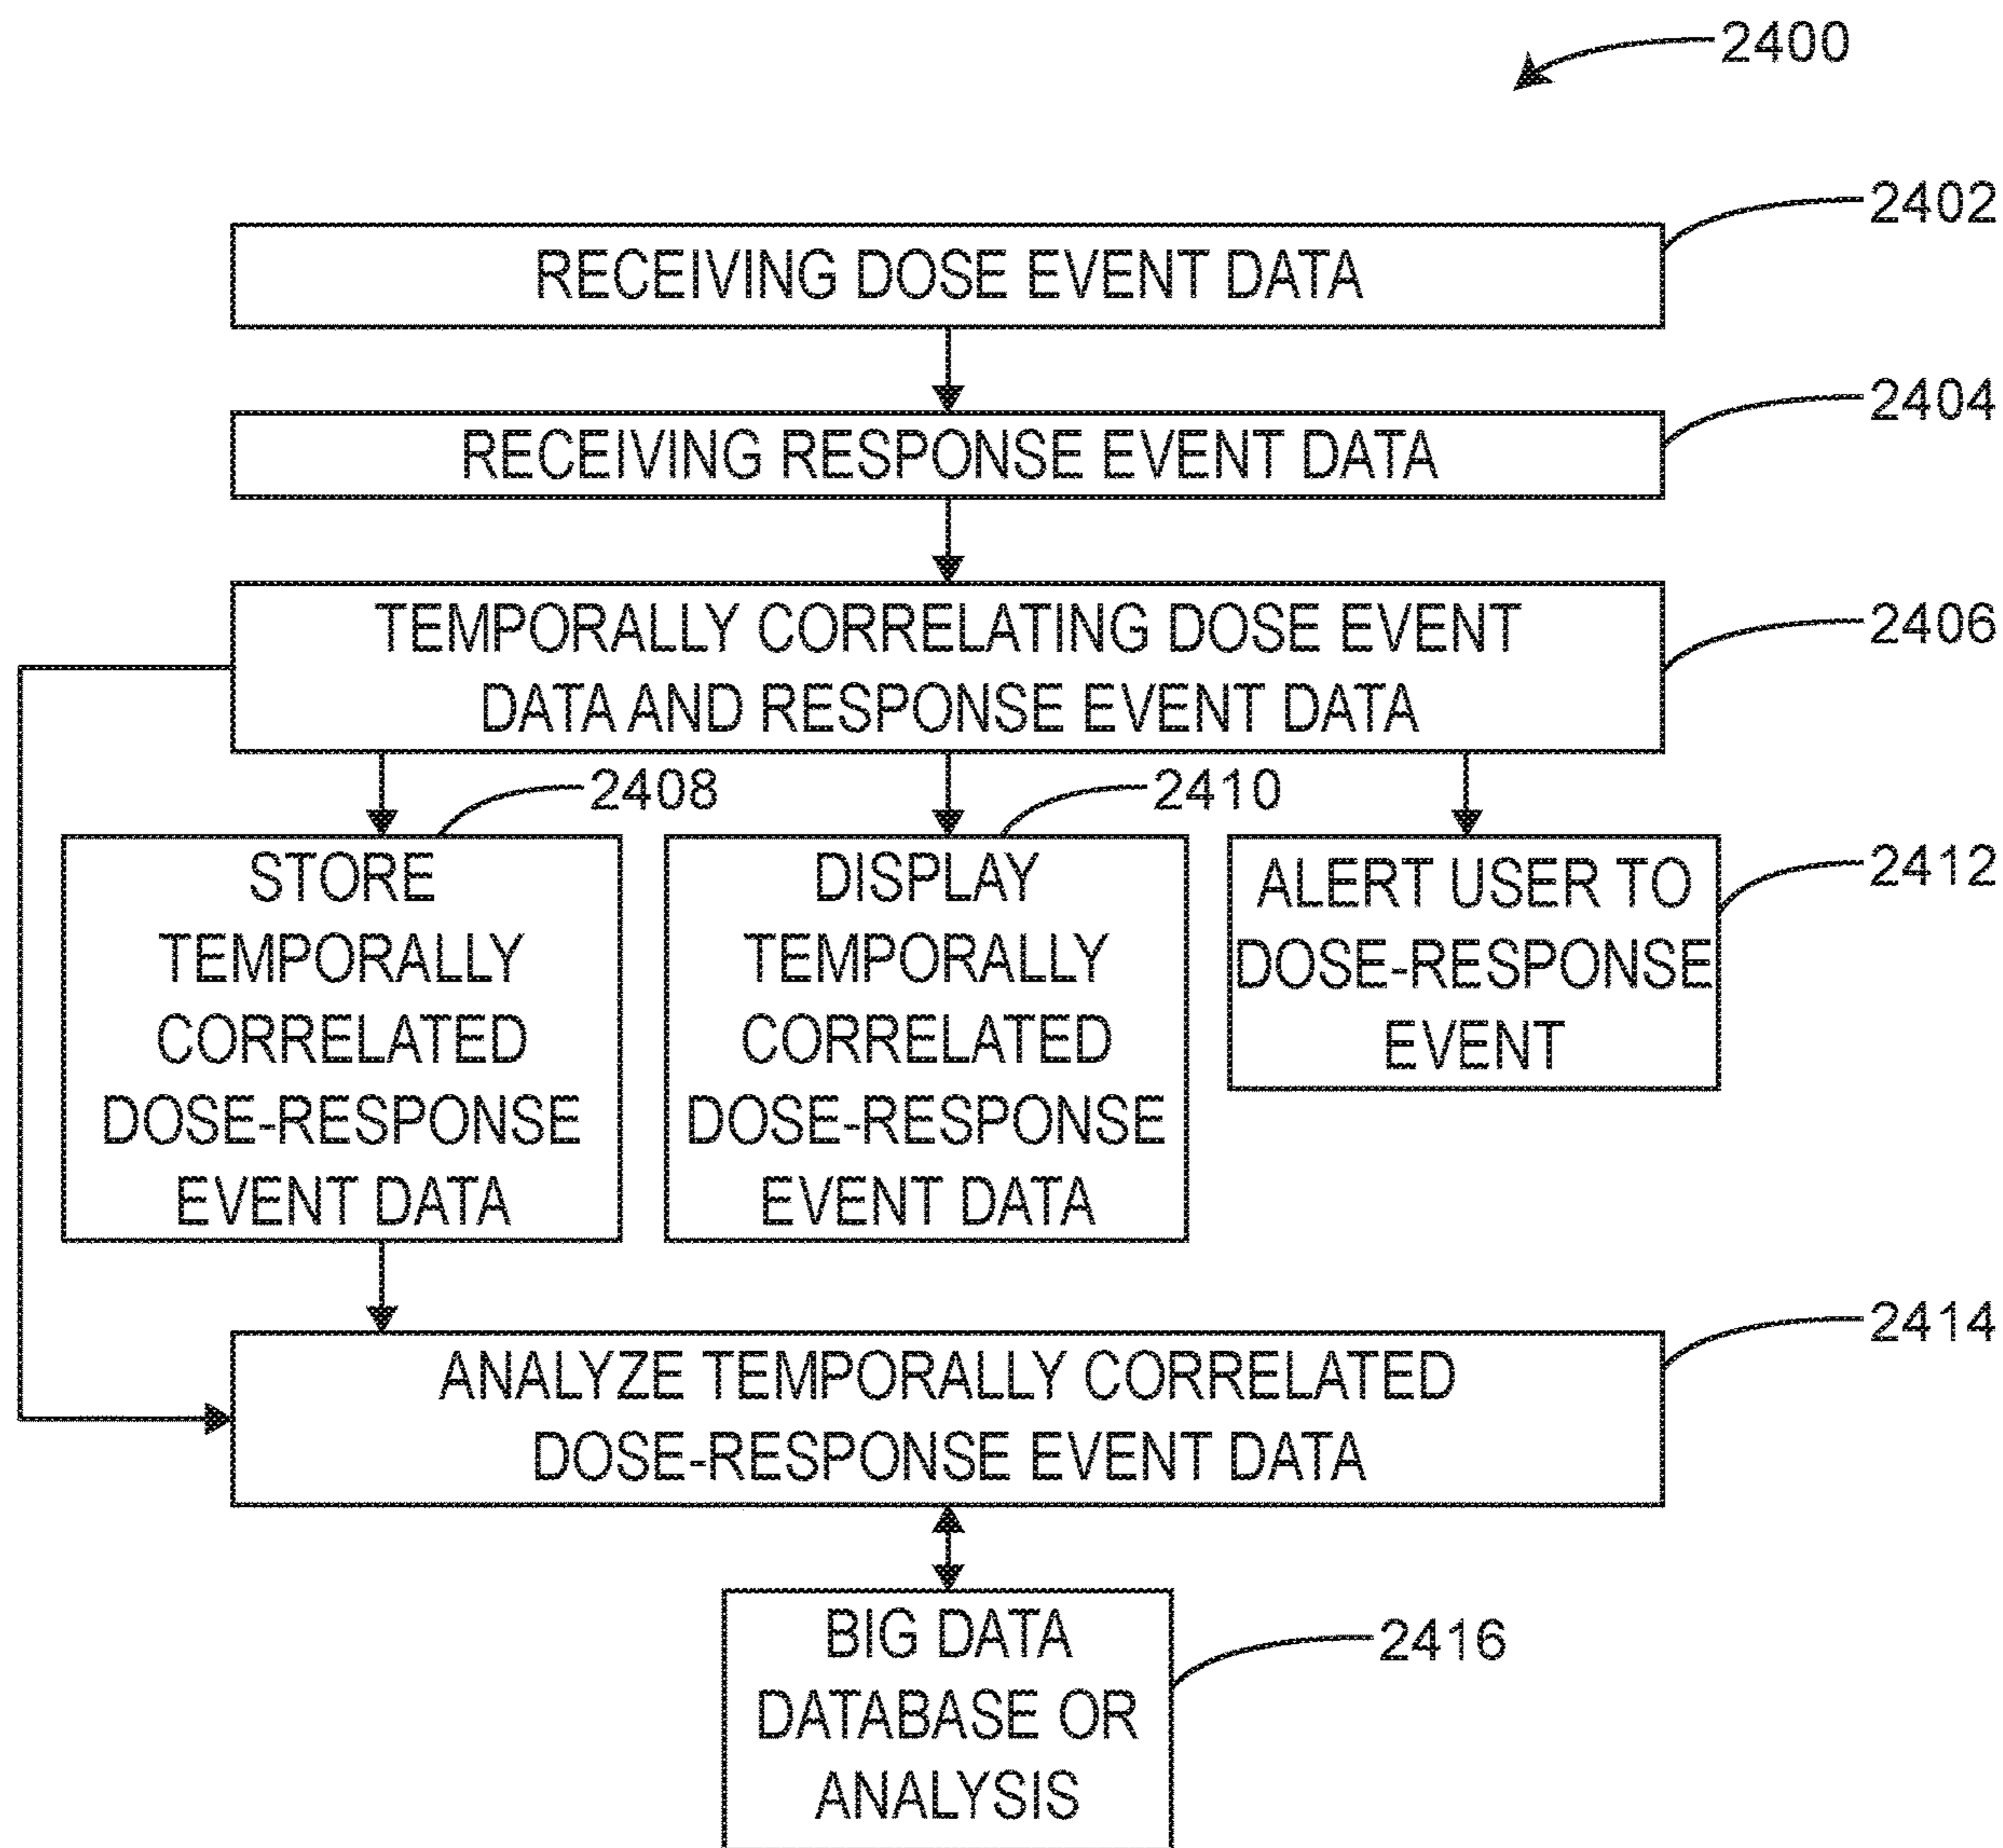 2400
2402
RECEIVING DOSE EVENT DATA
2404
RECEIVING RESPONSE EVENT DATA
2406
TEMPORALLY CORRELATING DOSE EVENT
DATA AND RESPONSE EVENT DATA
2408
STORE
TEMPORALLY
CORRELATED
DOSE-RESPONSE
EVENT DATA
2410
DISPLAY
TEMPORALLY
CORRELATED
DOSE-RESPONSE
EVENT DATA
2412
ALERT USER TO
DOSE-RESPONSE
EVENT
2414
ANALYZE TEMPORALLY CORRELATED
DOSE-RESPONSE EVENT DATA
2416
BIG DATA
DATABASE OR
ANALYSIS